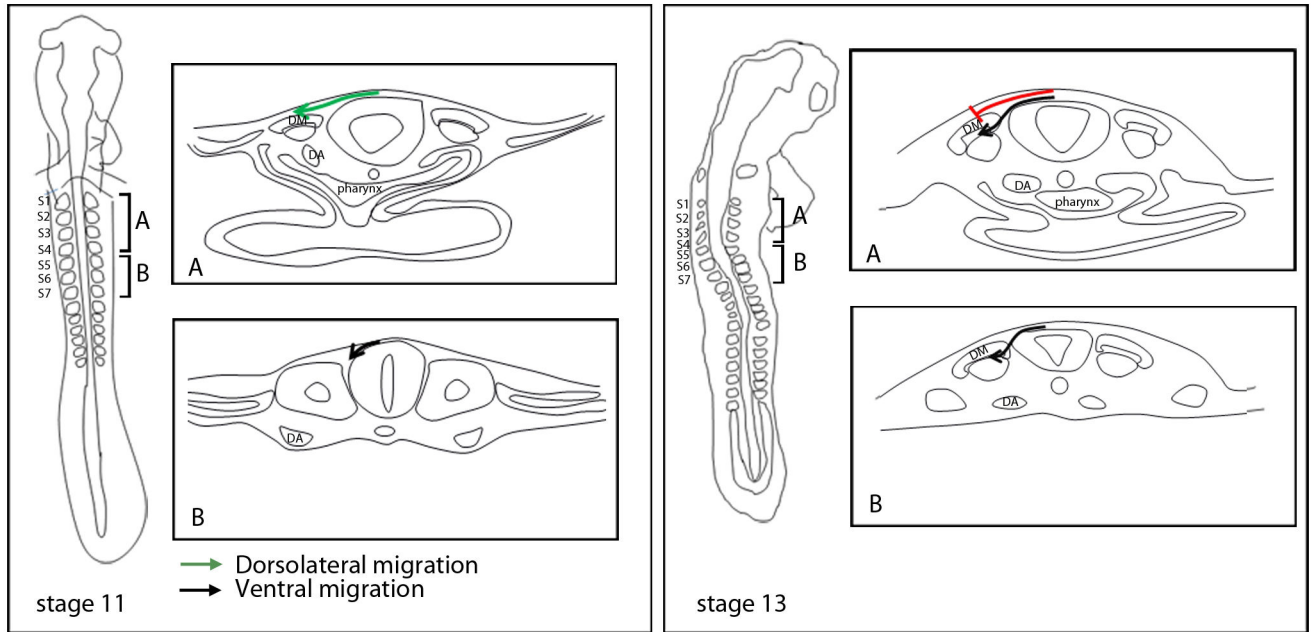 S1
S2
S3
S4
S5
S6
S7
A
B
DM
DA
pharynx
A
DA
B
Dorsolateral migration
Ventral migration
stage 11
S1
S2
S3
S4
S5
S6
S7
A
B
DM
DA
pharynx
A
DM
DA
B
stage 13